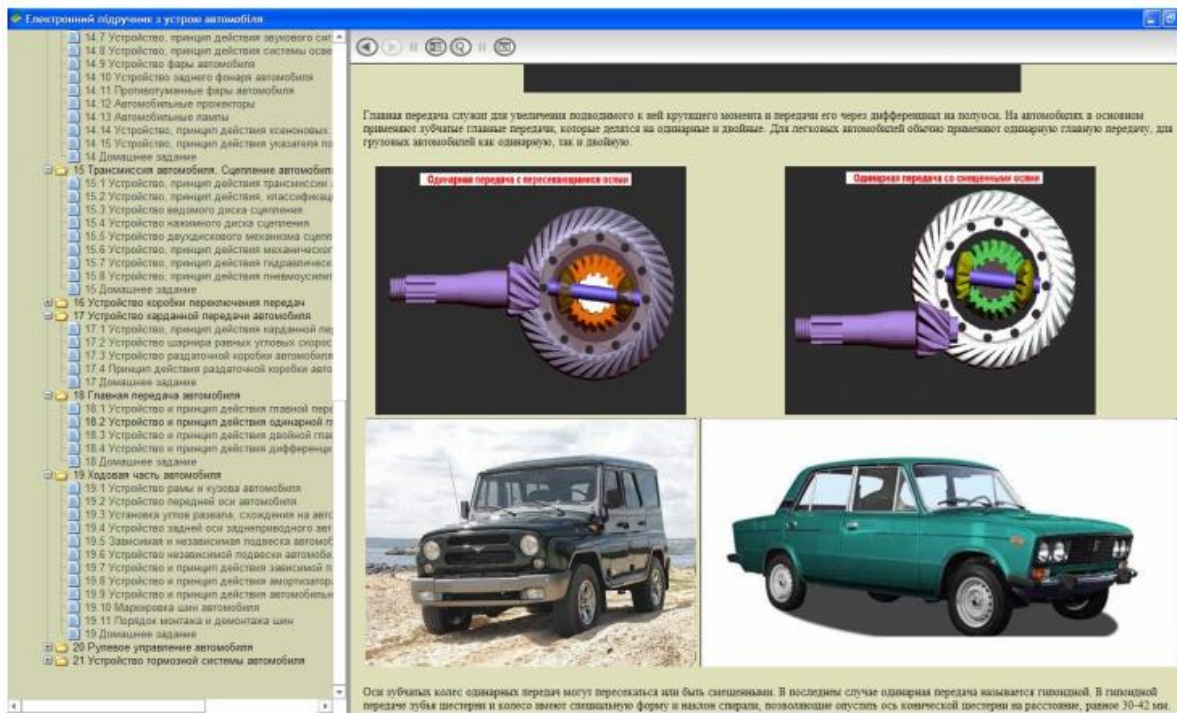 Електронний підручник з устрою автомобіля
14.7 Устройство, принцип действия звукового сиг
14.8 Устройство, принцип действия системы осве
14.9 Устройство фары автомобиля
14.10 Устройство заднего фонаря автомобиля
14.11 Противотуманные фары автомобиля
14.12 Автомобильные прожекторы
14.13 Автомобильные лампы
14.14 Устройство, принцип действия ксеноновых
14.15 Устройство, принцип действия указателя по
14 Домашнее задание
15 Трансмиссия автомобиля. Сцепление автомобил
15.1 Устройство, принцип действия трансмиссии
15.2 Устройство, принцип действия, классификац
15.3 Устройство ведомого диска сцепления
15.4 Устройство нажимного диска сцепления
15.5 Устройство двухдискового механизма сцепл
15.6 Устройство, принцип действия механическог
15.7 Устройство, принцип действия гидравлическ
15.8 Устройство, принцип действия пневмоусилит
15 Домашнее задание
16 Устройство коробки переключения передач
17 Устройство карданной передачи автомобиля
17.1 Устройство, принцип действия карданной пе
17.2 Устройство шарнира равных угловых скорос
17.3 Устройство раздаточной коробки автомобиля
17.4 Принцип действия раздаточной коробки авто
17 Домашнее задание
18 Главная передача автомобиля
18.1 Устройство и принцип действия главной пере
18.2 Устройство и принцип действия одинарной г
18.3 Устройство и принцип действия двойной глав
18.4 Устройство и принцип действия дифференци
18 Домашнее задание
19 Ходовая часть автомобиля
19.1 Устройство рамы и кузова автомобиля
19.2 Устройство передней оси автомобиля
19.3 Установка углов развала, схождения на авто
19.4 Устройство задней оси заднеприводного авт
19.5 Зависимая и независимая подвеска автомоб
19.6 Устройство независимой подвески автомоби
19.7 Устройство и принцип действия зависимой п
19.8 Устройство и принцип действия амортизатор
19.9 Устройство и принцип действия автомобильн
19.10 Маркировка шин автомобиля
19.11 Порядок монтажа и демонтажа шин
19 Домашнее задание
20 Рулевое управление автомобиля
21 Устройство тормозной системы автомобиля
Главная передача служит для увеличения подводимого к ней крутящего момента и передачи его через дифференциал на полуоси. На автомобилях в основном
применяют зубчатые главные передачи, которые делятся на одинарные и двойные. Для легковых автомобилей обычно применяют одинарную главную передачу, для
грузовых автомобилей как одинарную, так и двойную.
Одинарная передача с пересекающимися осями
Одинарная передача со смещенными осями
Оси зубчатых колес одинарных передач могут пересекаться или быть смещенными. В последнем случае одинарная передача называется гипоидной. В гипоидной
передаче зубья шестерни и колесо имеют специальную форму и наклон спирали, позволяющие опустить ось конической шестерни на расстояние, равное 30-42 мм.